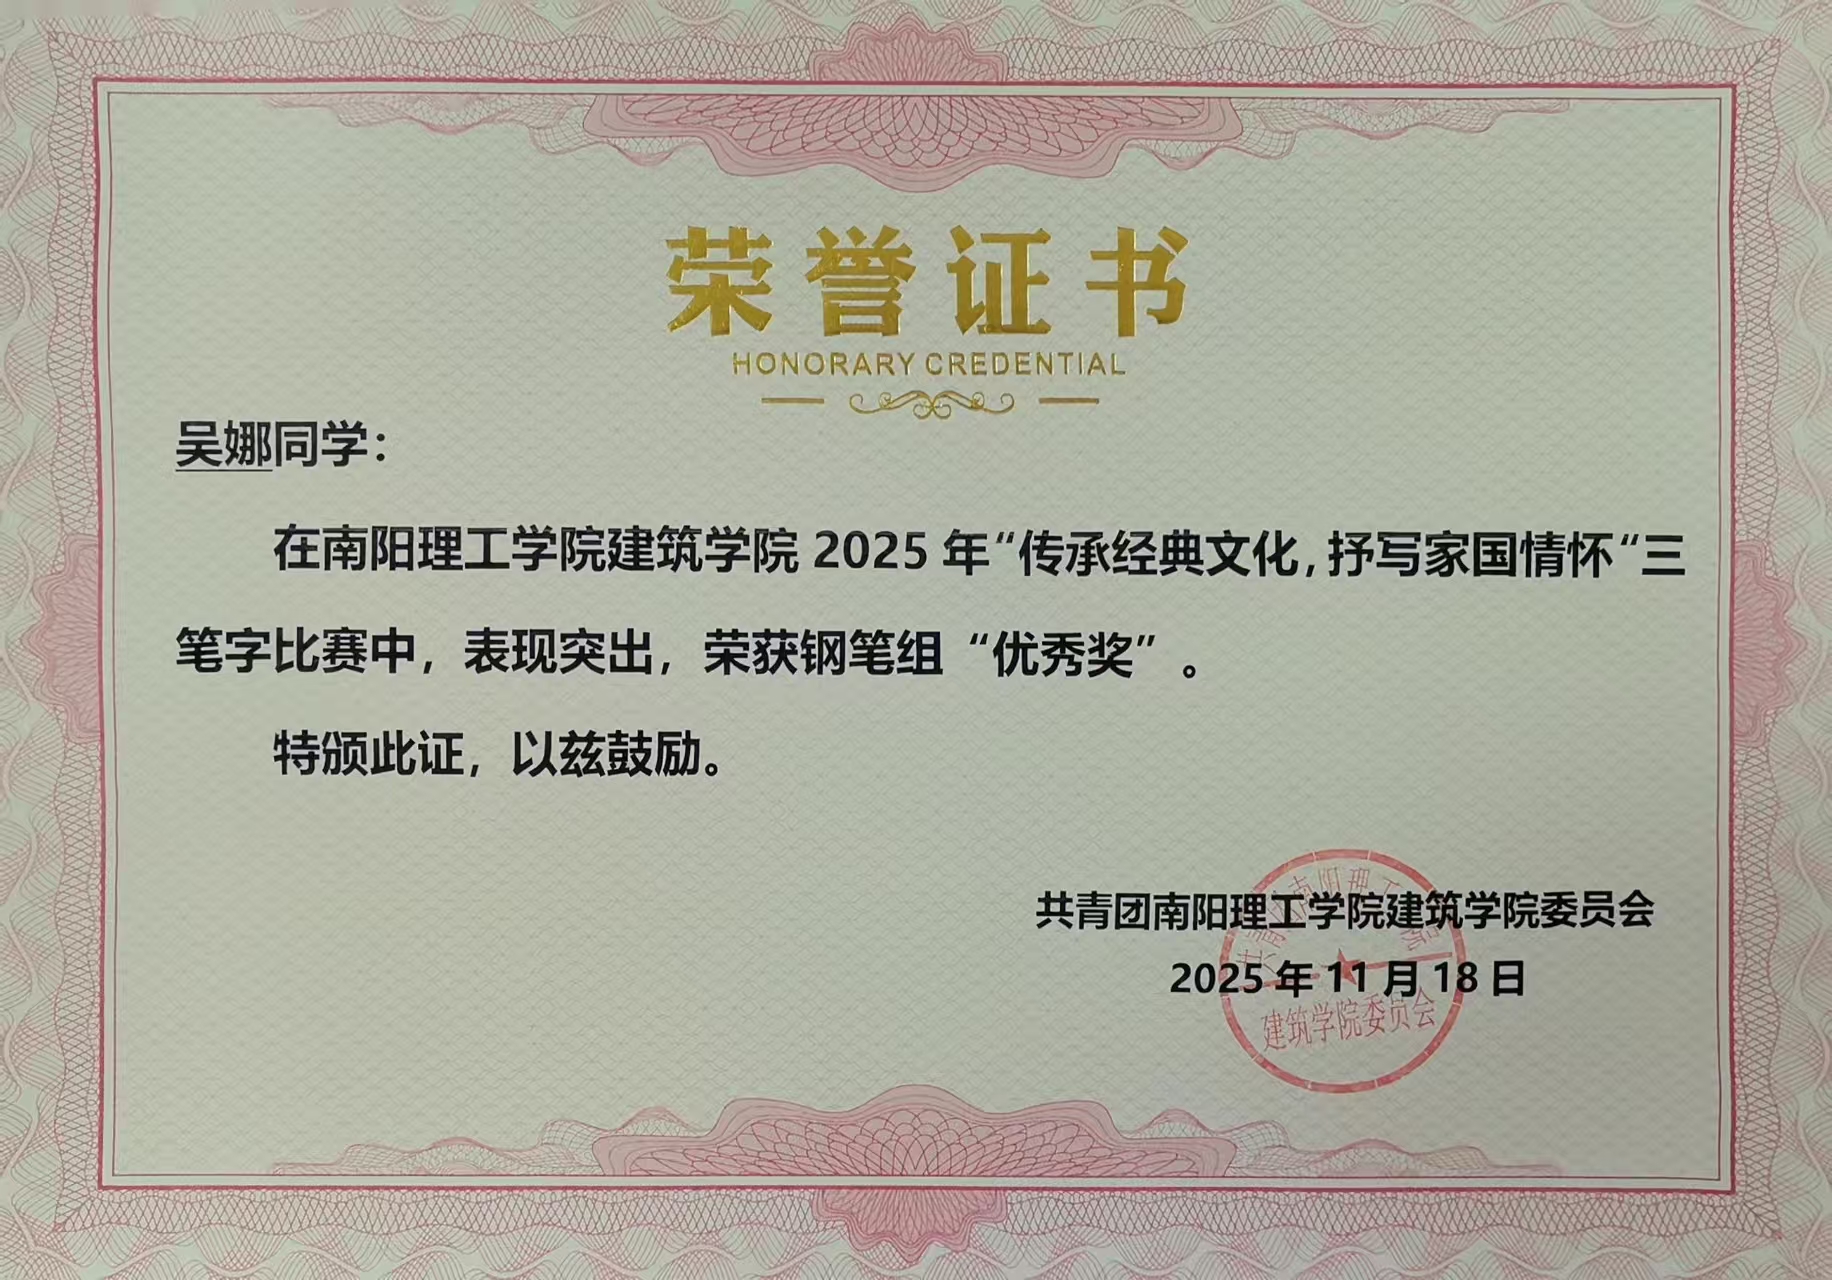 荣誉证书
HONORARY CREDENTIAL
吴娜同学：
在南阳理工学院建筑学院 2025 年“传承经典文化，抒写家国情怀“三
笔字比赛中，表现突出，荣获钢笔组“优秀奖”。
特颁此证，以兹鼓励。
共青团南阳理工学院建筑学院委员会
2025 年 11 月 18 日
建筑学院委员会